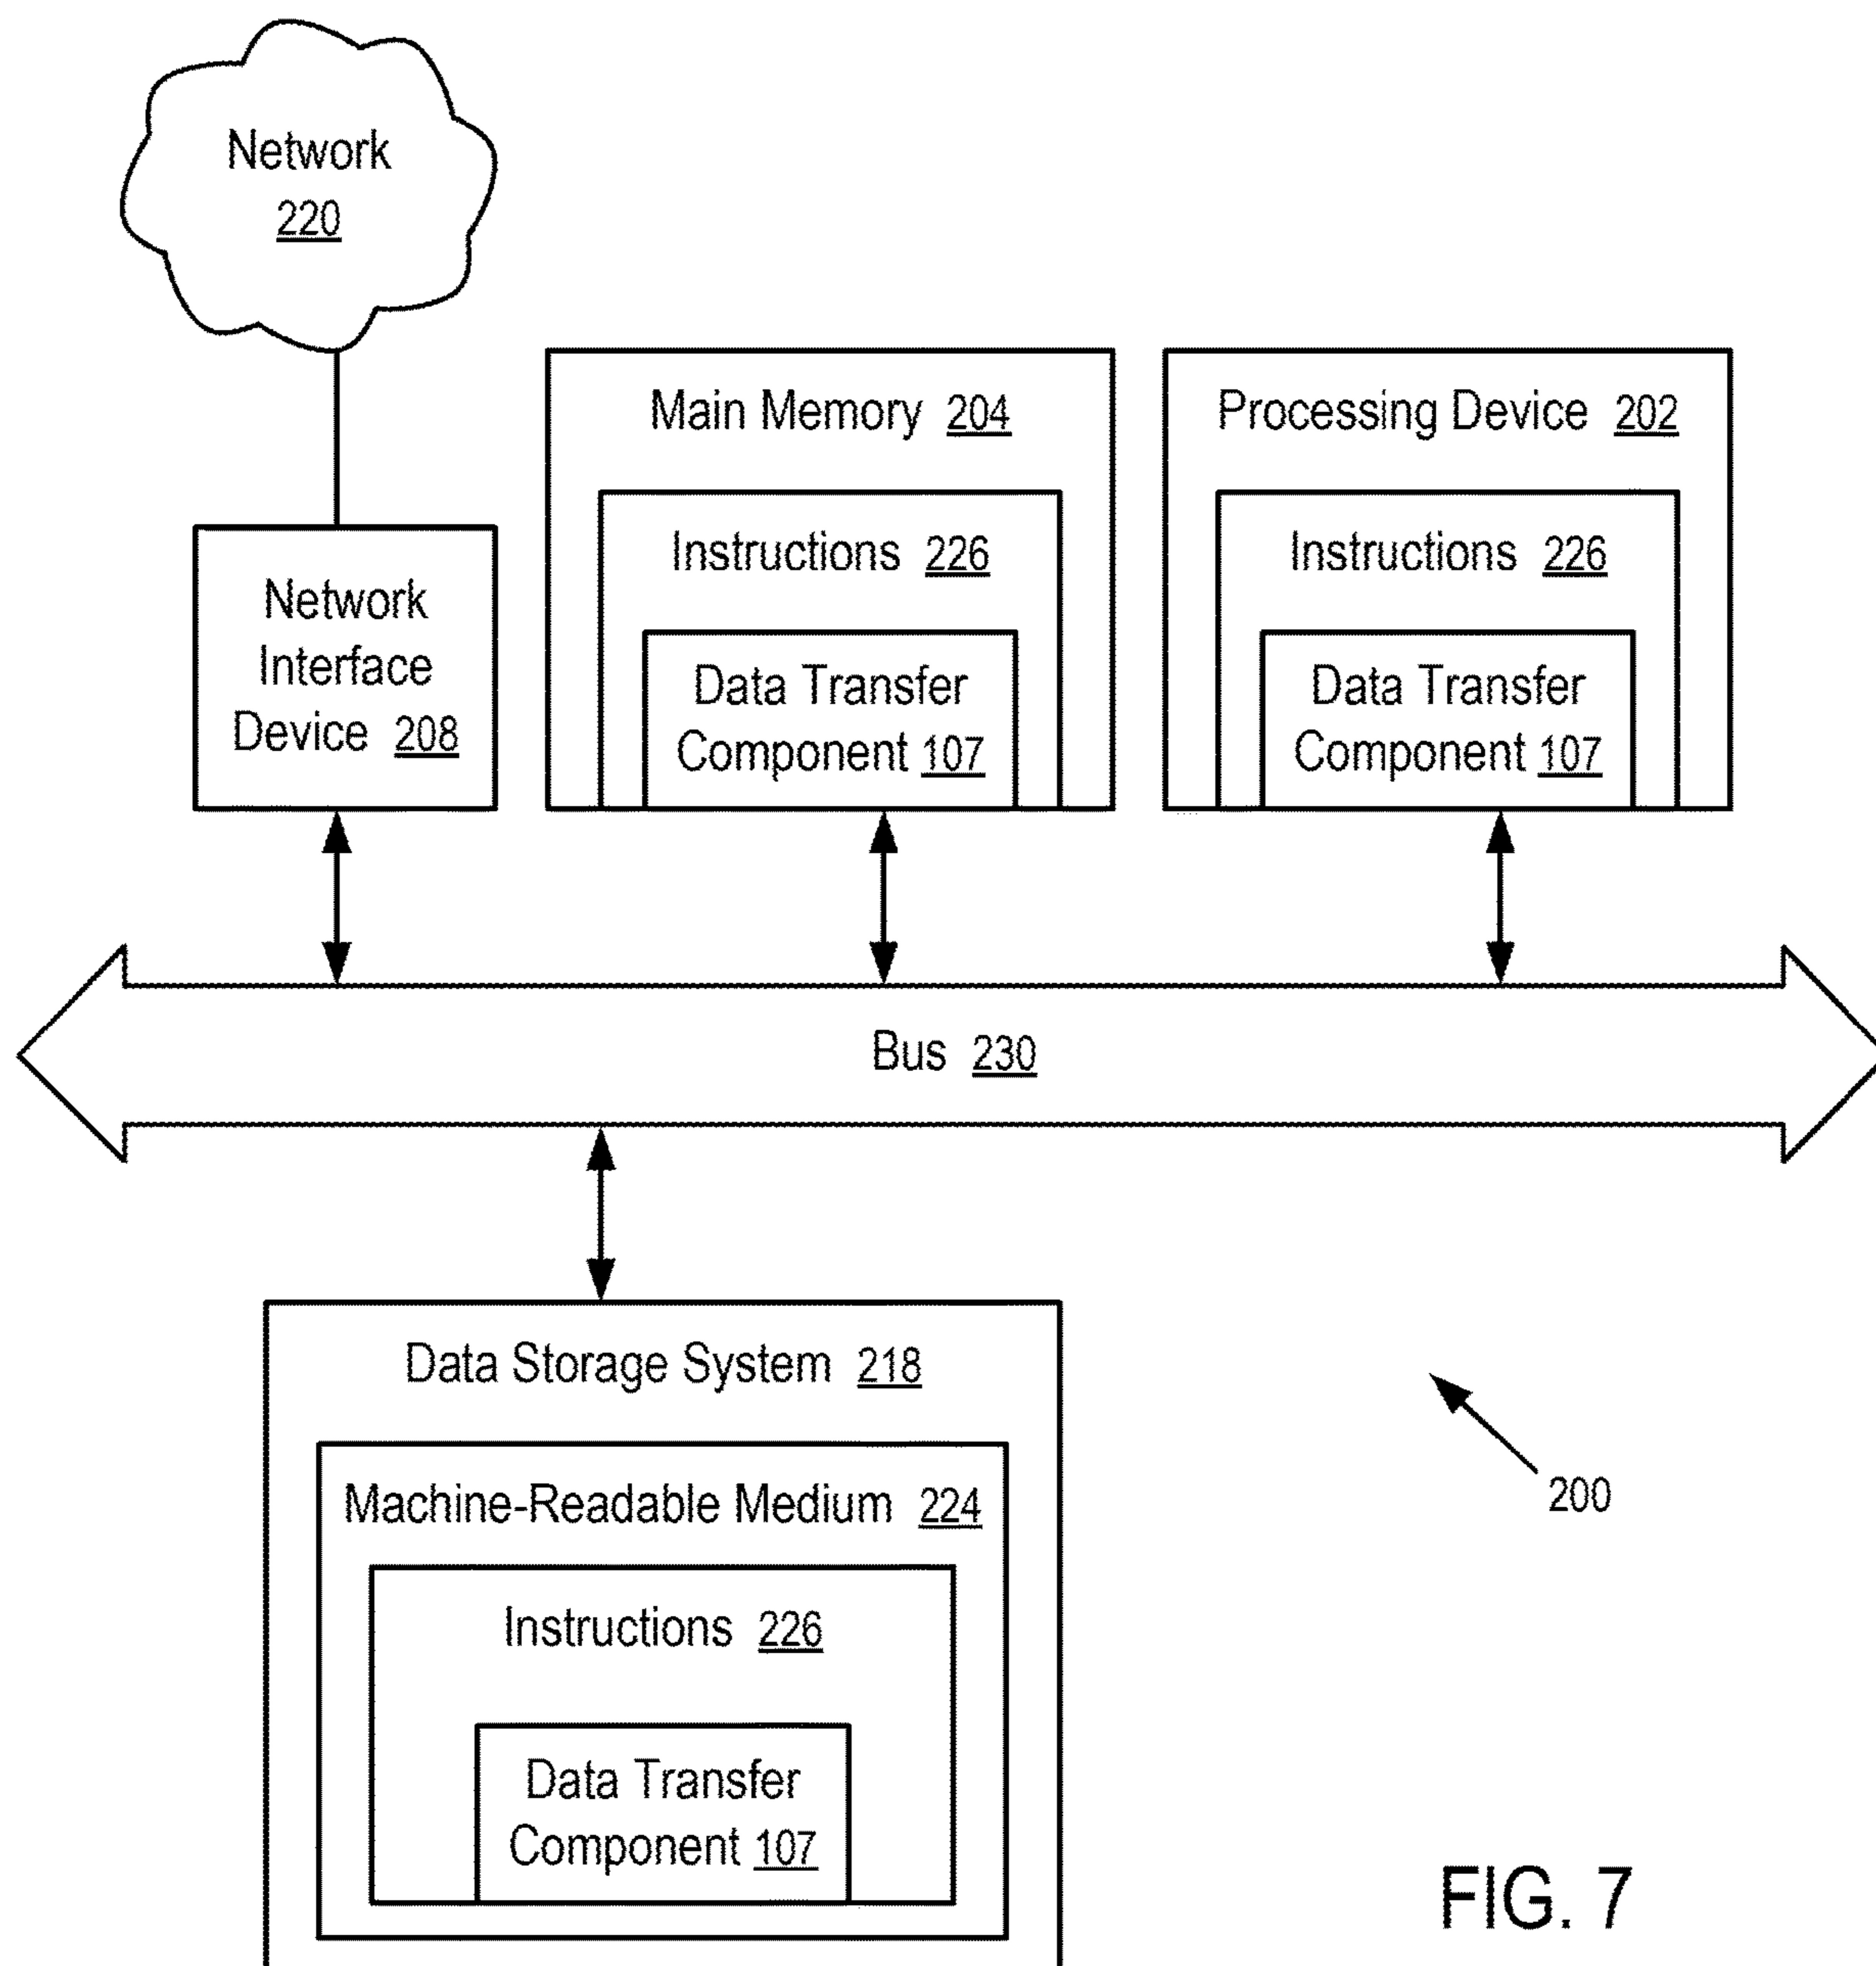 Network
220
Main Memory 204
Processing Device 202
Instructions 226
Instructions 226
Network
Interface
Device 208
Data Transfer
Component 107
Data Transfer
Component 107
Bus 230
Data Storage System 218
Machine-Readable Medium 224
200
Instructions 226
Data Transfer
Component 107
FIG. 7